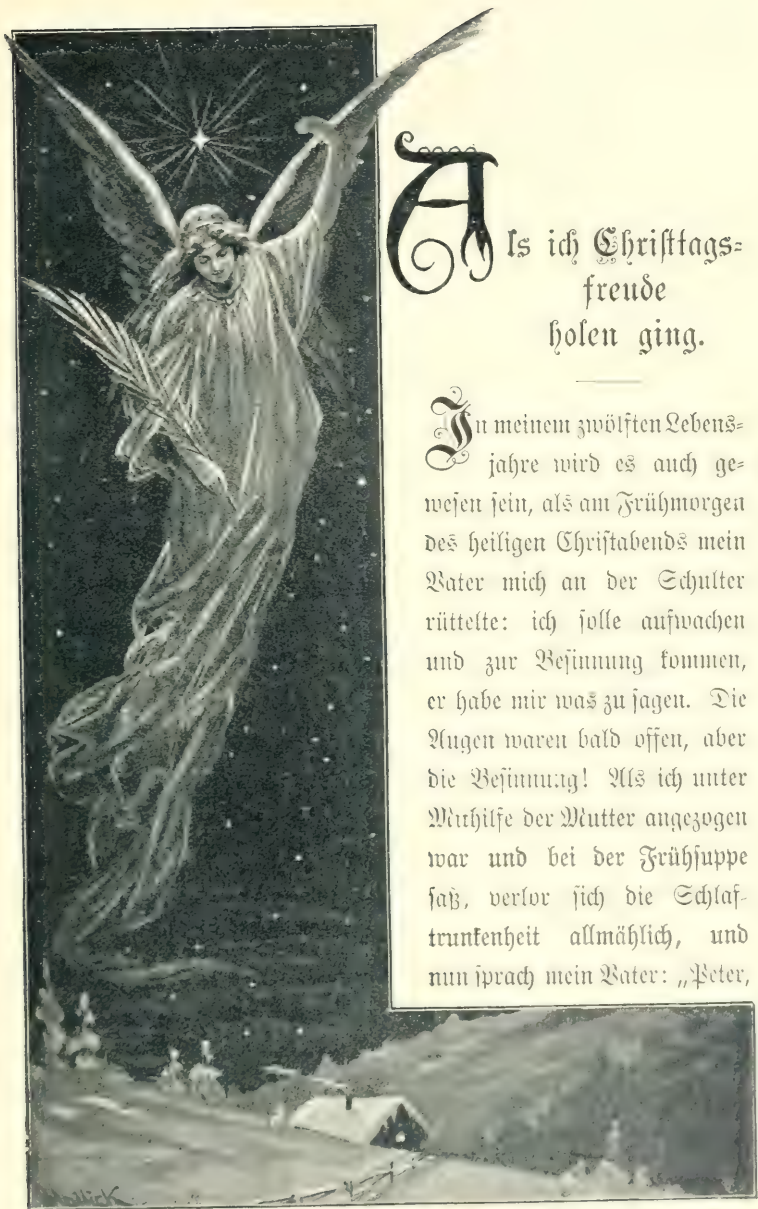 Als ich Christtags=
freude
holen ging.
In meinem zwölften Lebens=
jahre wird es auch ge=
wesen sein, als am Frühmorgen
des heiligen Christabends mein
Vater mich an der Schulter
rüttelte: ich solle aufwachen
und zur Besinnung kommen,
er habe mir was zu sagen. Die
Augen waren bald offen, aber
die Besinnung! Als ich unter
Mithilfe der Mutter angezogen
war und bei der Frühsuppe
saß, verlor sich die Schlaf-
trunkenheit allmählich, und
nun sprach mein Vater: „Peter,